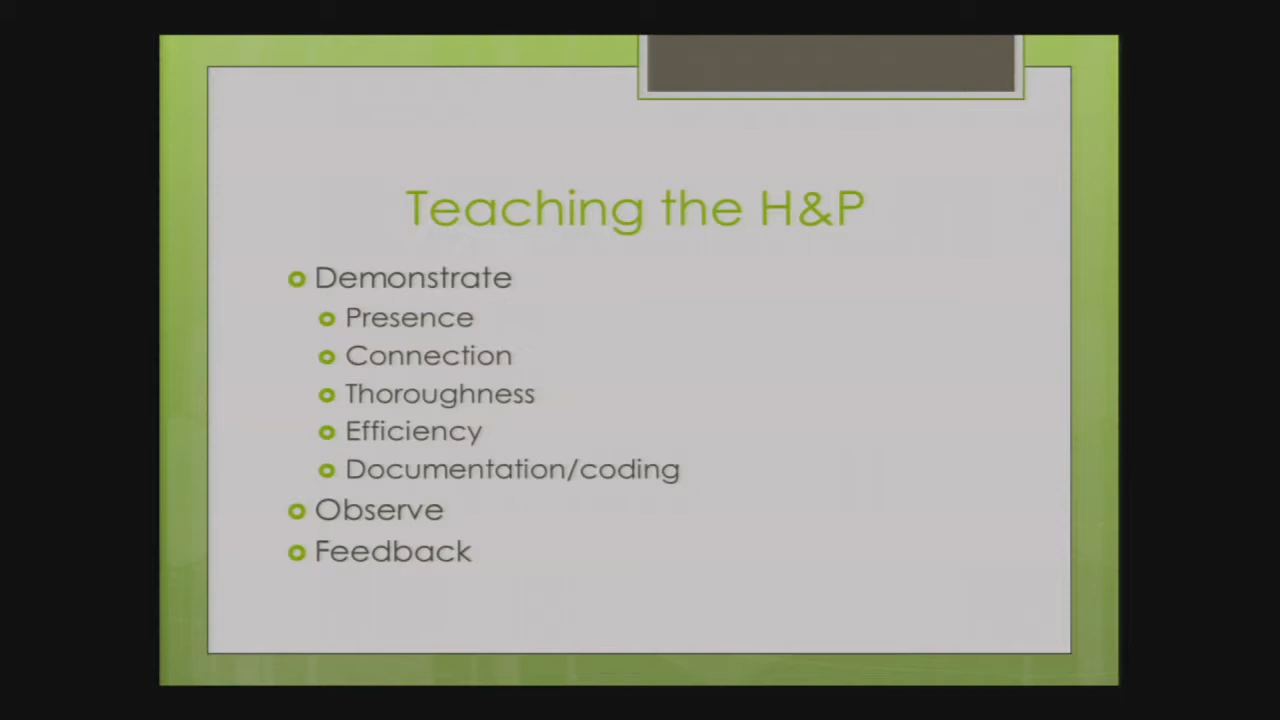 Teaching the H&P
Demonstrate
Presence
Connection
Thoroughness
Efficiency
Documentation/coding
Observe
Feedback